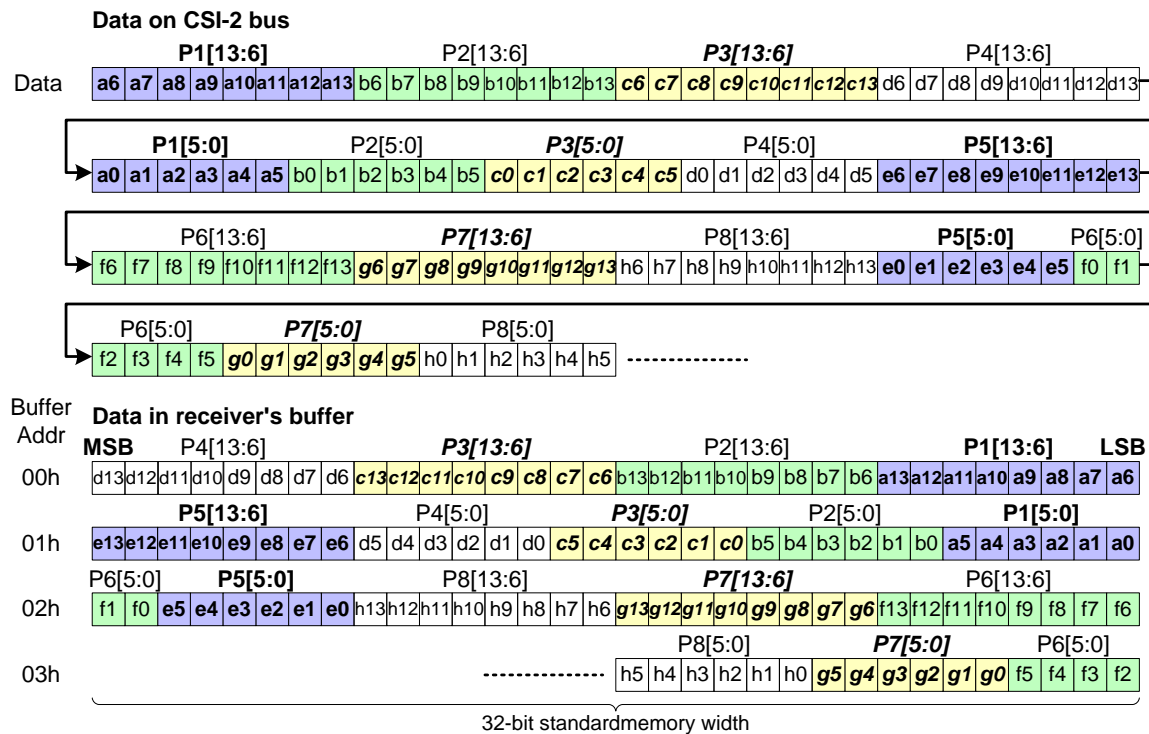 Data on CSI-2 bus
P1[13:6] P2[13:6] P3[13:6] P4[13:6]
Data a6 a7 a8 a9 a10 a11 a12 a13 b6 b7 b8 b9 b10 b11 b12 b13 c6 c7 c8 c9 c10 c11 c12 c13 d6 d7 d8 d9 d10 d11 d12 d13
P1[5:0] P2[5:0] P3[5:0] P4[5:0] P5[13:6]
a0 a1 a2 a3 a4 a5 b0 b1 b2 b3 b4 b5 c0 c1 c2 c3 c4 c5 d0 d1 d2 d3 d4 d5 e6 e7 e8 e9 e10 e11 e12 e13
P6[13:6] P7[13:6] P8[13:6] P5[5:0] P6[5:0]
f6 f7 f8 f9 f10 f11 f12 f13 g6 g7 g8 g9 g10 g11 g12 g13 h6 h7 h8 h9 h10 h11 h12 h13 e0 e1 e2 e3 e4 e5 f0 f1
P6[5:0] P7[5:0] P8[5:0]
f2 f3 f4 f5 g0 g1 g2 g3 g4 g5 h0 h1 h2 h3 h4 h5
Buffer
Addr
Data in receiver's buffer
MSB P4[13:6] P3[13:6] P2[13:6] P1[13:6] LSB
00h d13 d12 d11 d10 d9 d8 d7 d6 c13 c12 c11 c10 c9 c8 c7 c6 b13 b12 b11 b10 b9 b8 b7 b6 a13 a12 a11 a10 a9 a8 a7 a6
P5[13:6] P4[5:0] P3[5:0] P2[5:0] P1[5:0]
01h e13 e12 e11 e10 e9 e8 e7 e6 d5 d4 d3 d2 d1 d0 c5 c4 c3 c2 c1 c0 b5 b4 b3 b2 b1 b0 a5 a4 a3 a2 a1 a0
P6[5:0] P5[5:0] P8[13:6] P7[13:6] P6[13:6]
02h f1 f0 e5 e4 e3 e2 e1 e0 h13 h12 h11 h10 h9 h8 h7 h6 g13 g12 g11 g10 g9 g8 g7 g6 f13 f12 f11 f10 f9 f8 f7 f6
P8[5:0] P7[5:0] P6[5:0]
03h h5 h4 h3 h2 h1 h0 g5 g4 g3 g2 g1 g0 f5 f4 f3 f2
32-bit standardmemory width